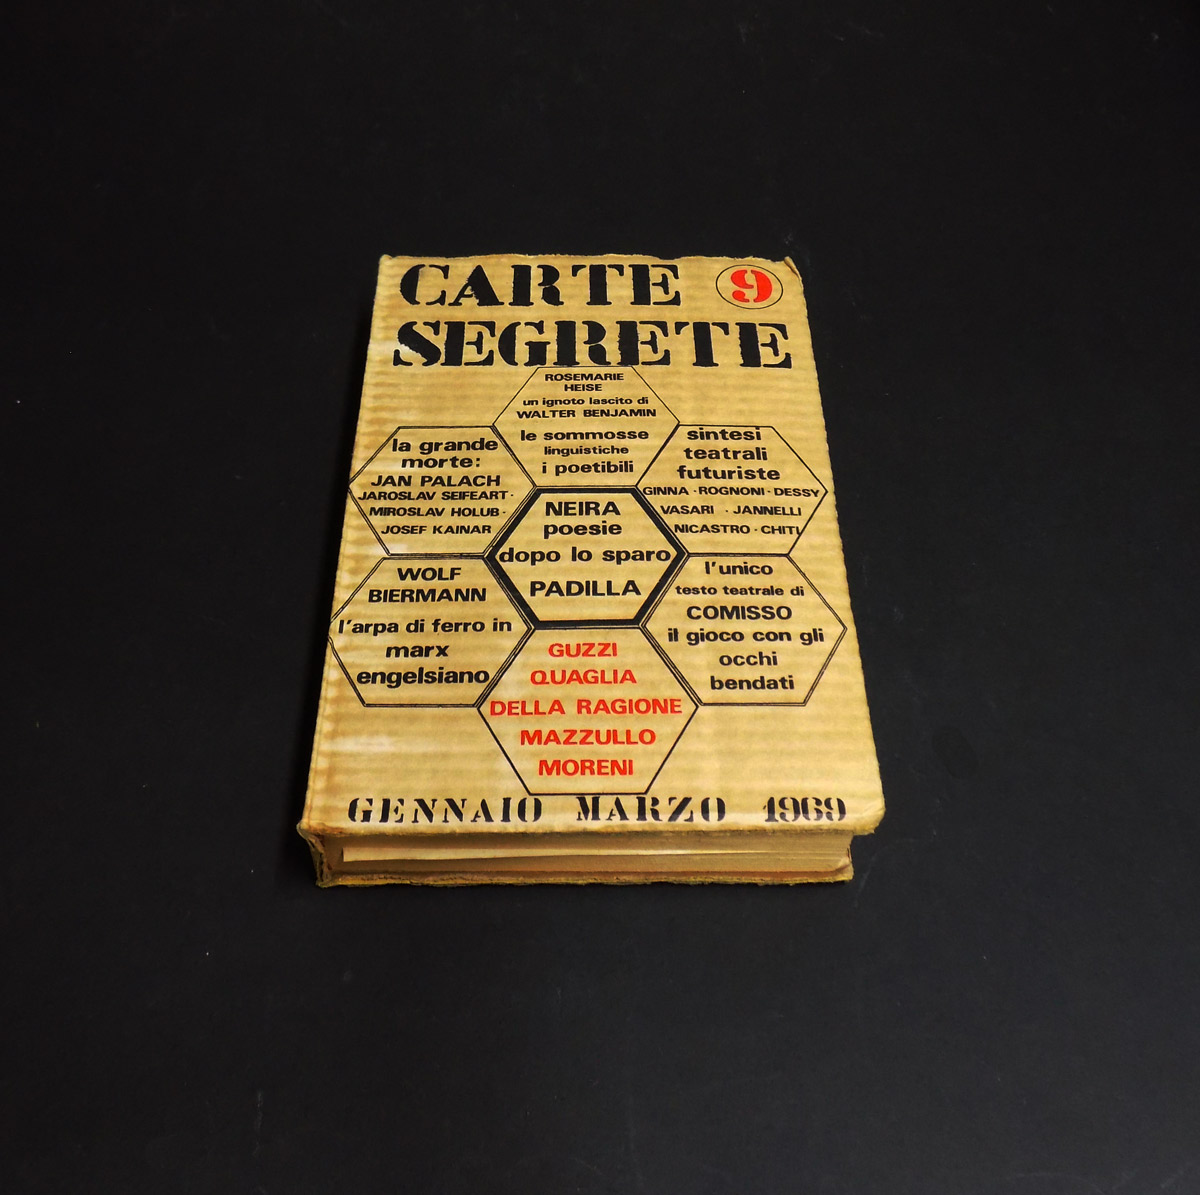 CARTE 9
SEGRETE
ROSEMARIE
HEISE
un ignoto lascito di
WALTER BENJAMIN
le sommosse
linguistiche
i poetibili
la grande
morte:
JAN PALACH
JAROSLAV SEIFEART·
MIROSLAV HOLUB·
JOSEF KAINAR
sintesi
teatrali
futuriste
GINNA·ROGNONI·DESSY
VASARI · JANNELLI
NICASTRO·CHITI
NEIRA
poesie
dopo lo sparo
PADILLA
WOLF
BIERMANN
l'arpa di ferro in
marx
engelsiano
l'unico
testo teatrale di
COMISSO
il gioco con gli
occhi
bendati
GUZZI
QUAGLIA
DELLA RAGIONE
MAZZULLO
MORENI
GENNAIO MARZO 1969